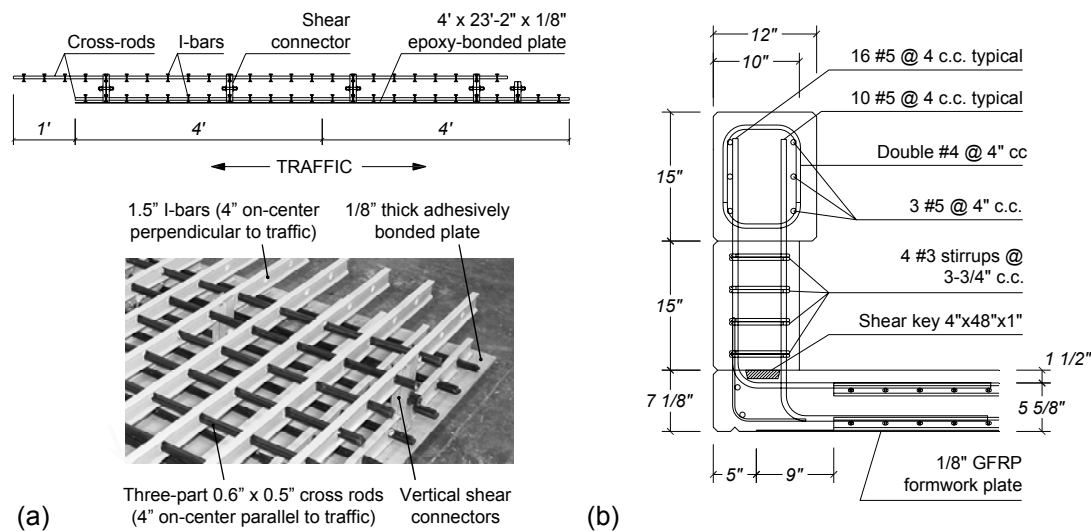 Cross-rods
I-bars
Shear
connector
4' x 23'-2" x 1/8"
epoxy-bonded plate
1'
4'
4'
TRAFFIC
1.5” I-bars (4” on-center
perpendicular to traffic)
1/8” thick adhesively
bonded plate
Three-part 0.6” x 0.5” cross rods
(4” on-center parallel to traffic)
Vertical shear
connectors
(a)
12"
10"
16 #5 @ 4 c.c. typical
10 #5 @ 4 c.c. typical
Double #4 @ 4" cc
15"
3 #5 @ 4" c.c.
4 #3 stirrups @
3-3/4" c.c.
15"
Shear key 4"x48"x1"
1 1/2"
7 1/8"
5 5/8"
5"
9"
1/8" GFRP
formwork plate
(b)